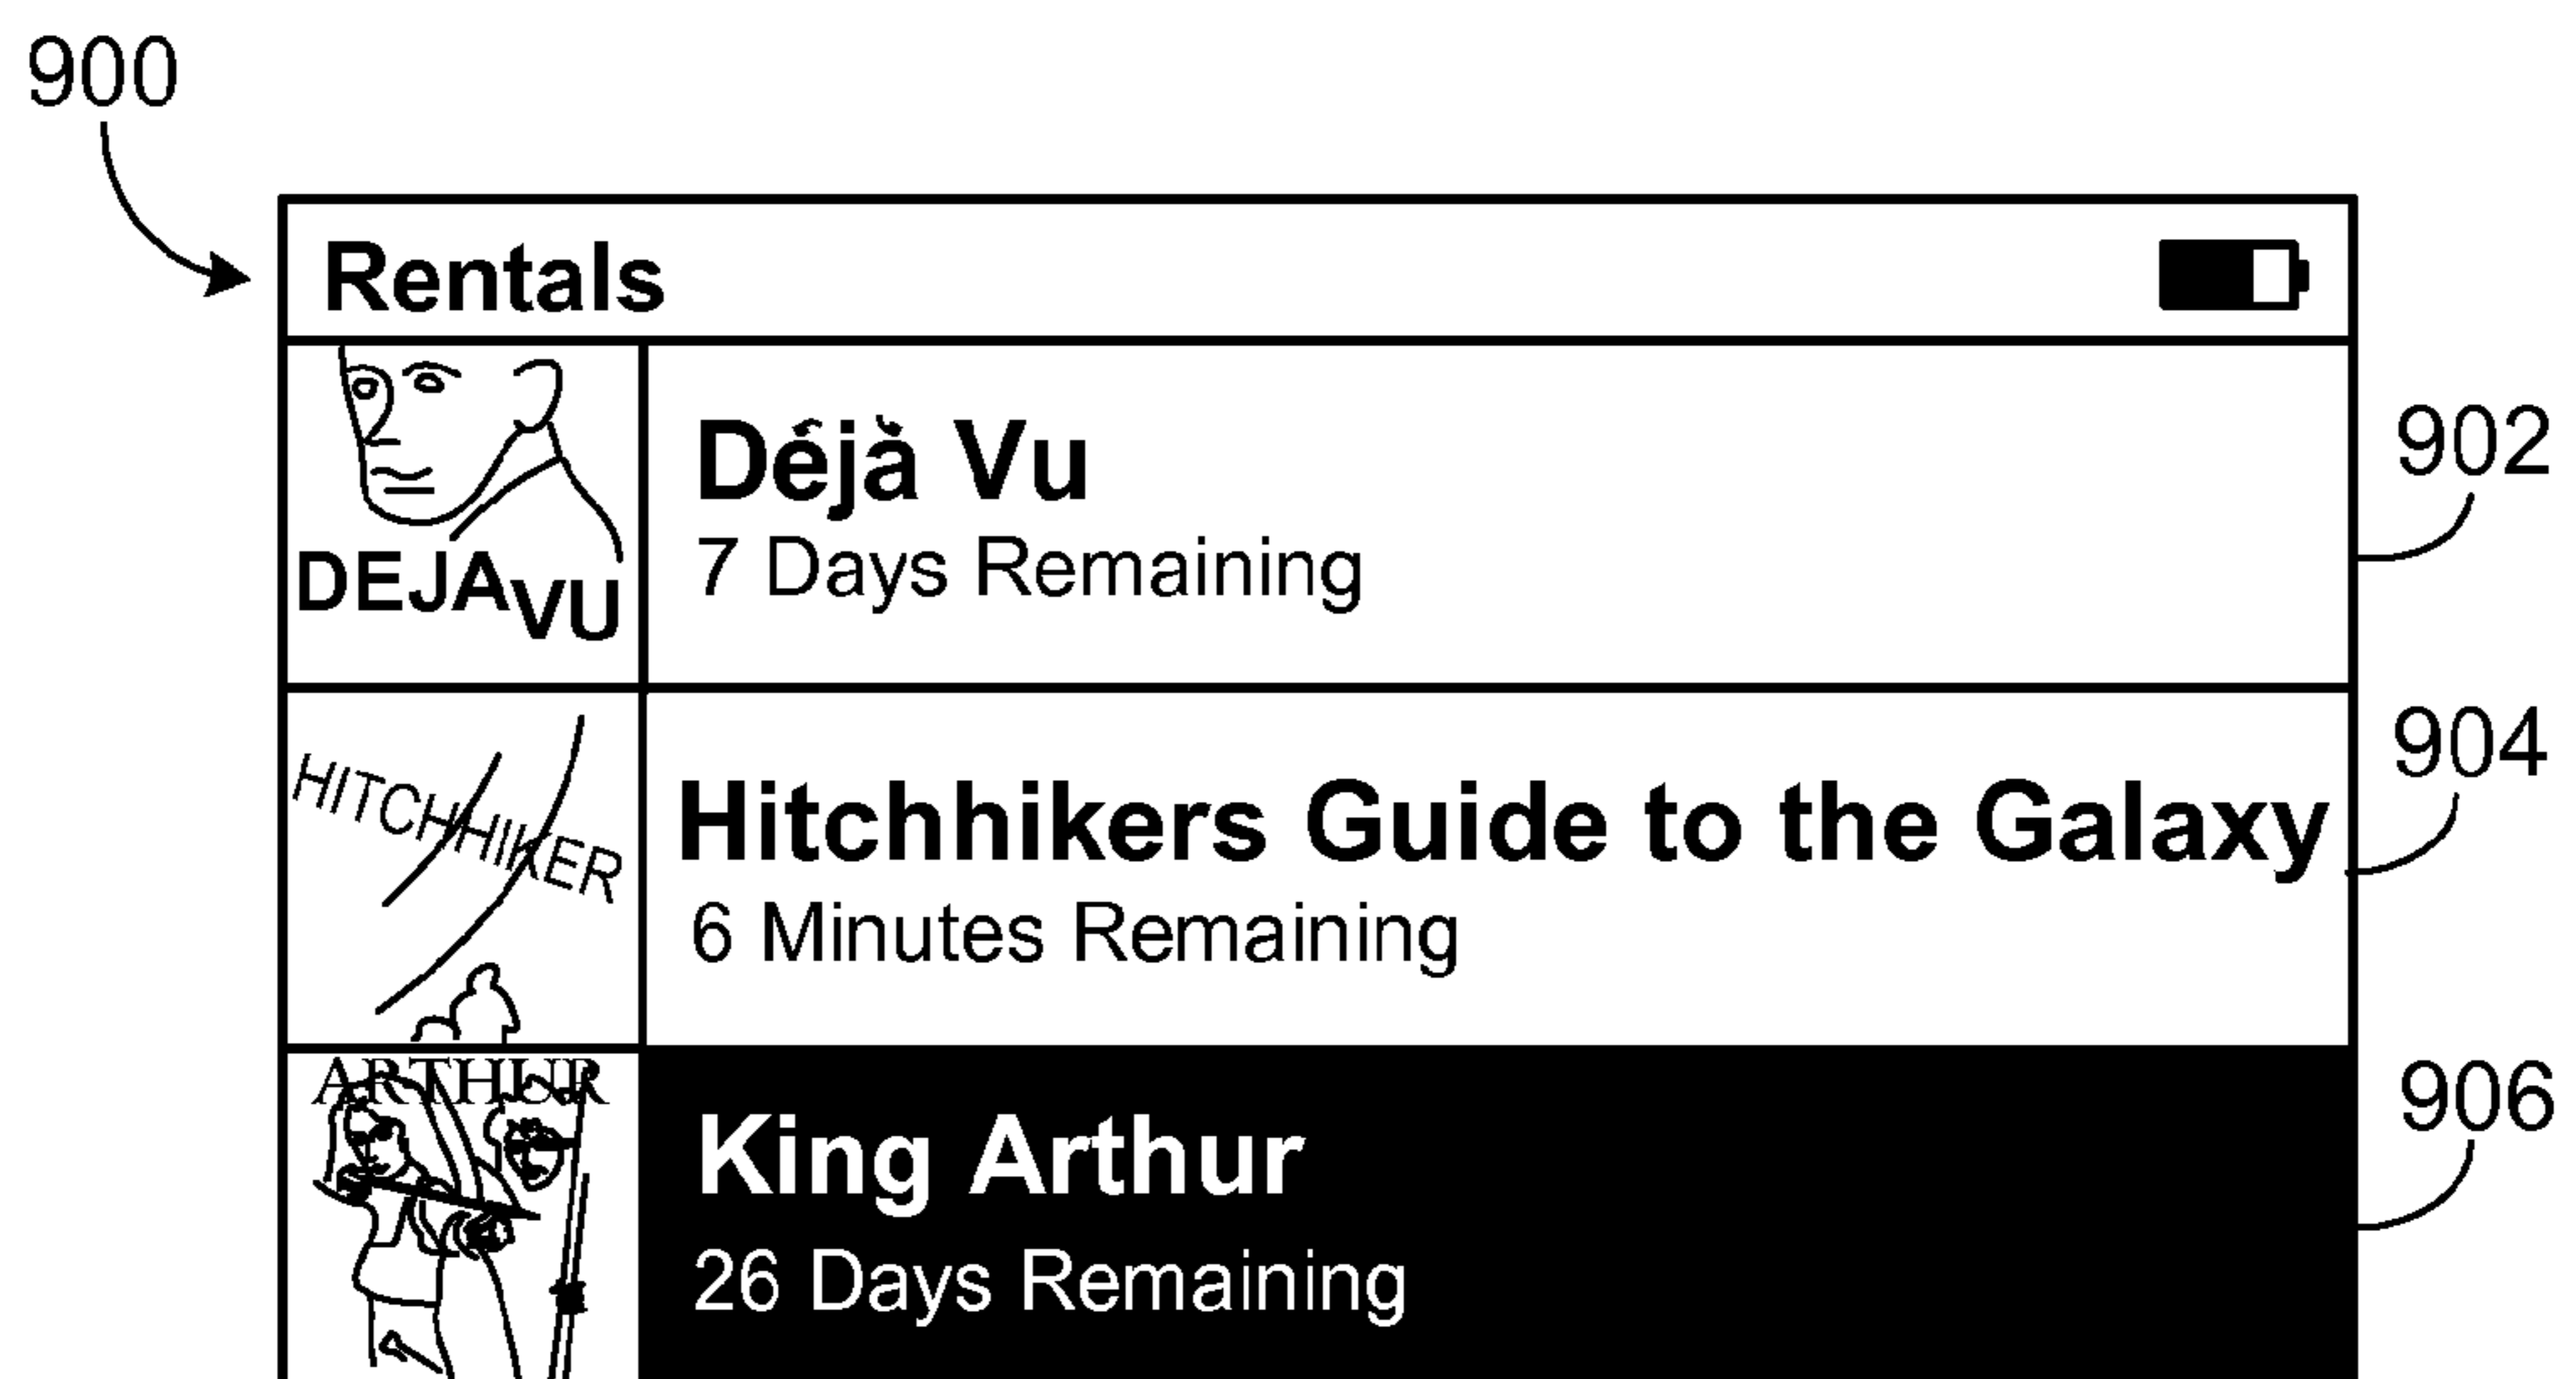 900
Rentals
Déjà Vu
902
7 Days Remaining
DEJAVU
904
HITCHHIKER
Hitchhikers Guide to the Galaxy
6 Minutes Remaining
ARTHUR
906
King Arthur
26 Days Remaining